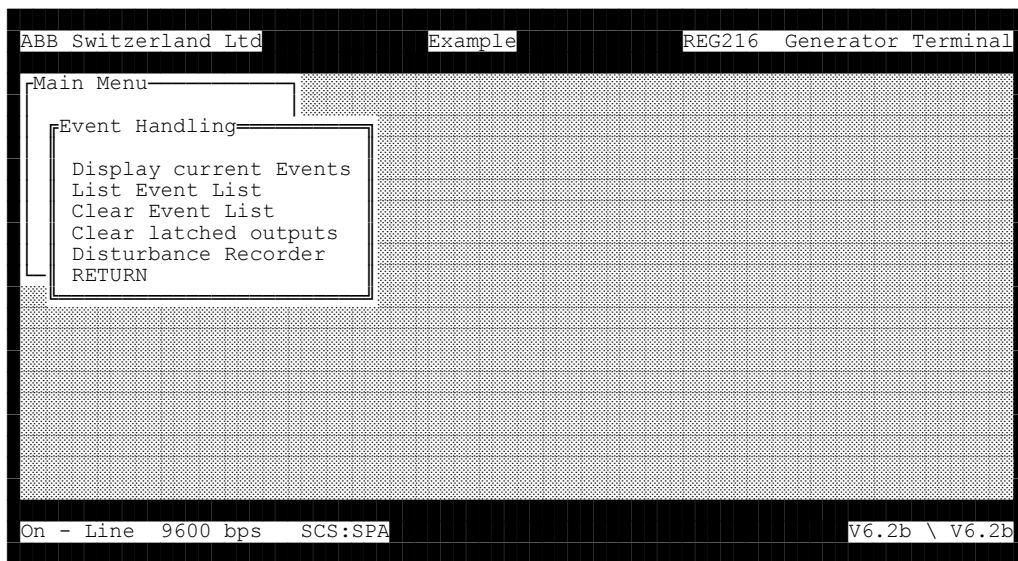 ABB Switzerland Ltd Example REG216 Generator Terminal
Main Menu
Event Handling
Display current Events
List Event List
Clear Event List
Clear latched outputs
Disturbance Recorder
RETURN
On - Line 9600 bps SCS:SPA V6.2b \ V6.2b